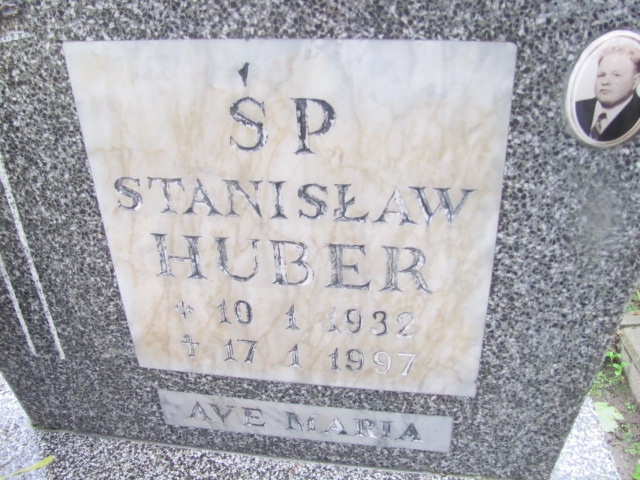 ŚP
STANISŁAW
HUBER
* 10 1 1932
+ 17 1 1997
AVE MARIA